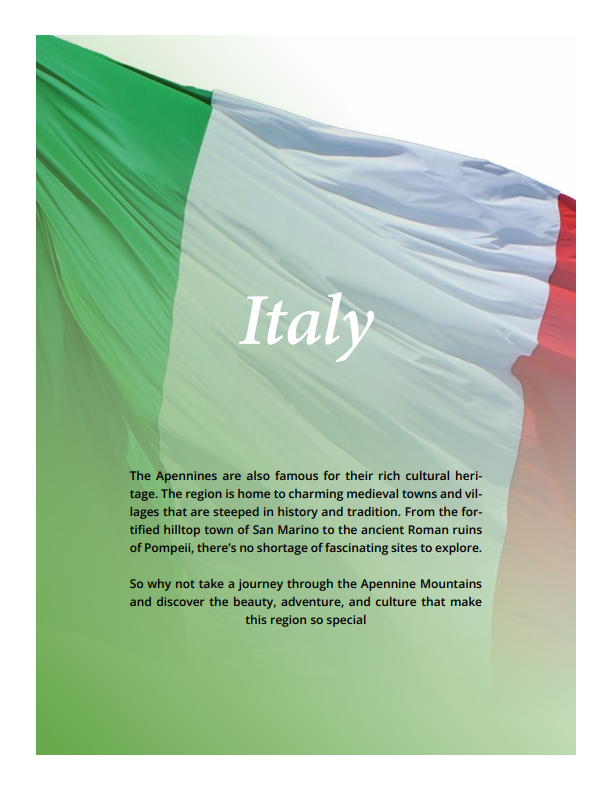 Italy
The Apennines are also famous for their rich cultural heri-
tage. The region is home to charming medieval towns and vil-
lages that are steeped in history and tradition. From the for-
tified hilltop town of San Marino to the ancient Roman ruins
of Pompeii, there’s no shortage of fascinating sites to explore.
So why not take a journey through the Apennine Mountains
and discover the beauty, adventure, and culture that make
this region so special